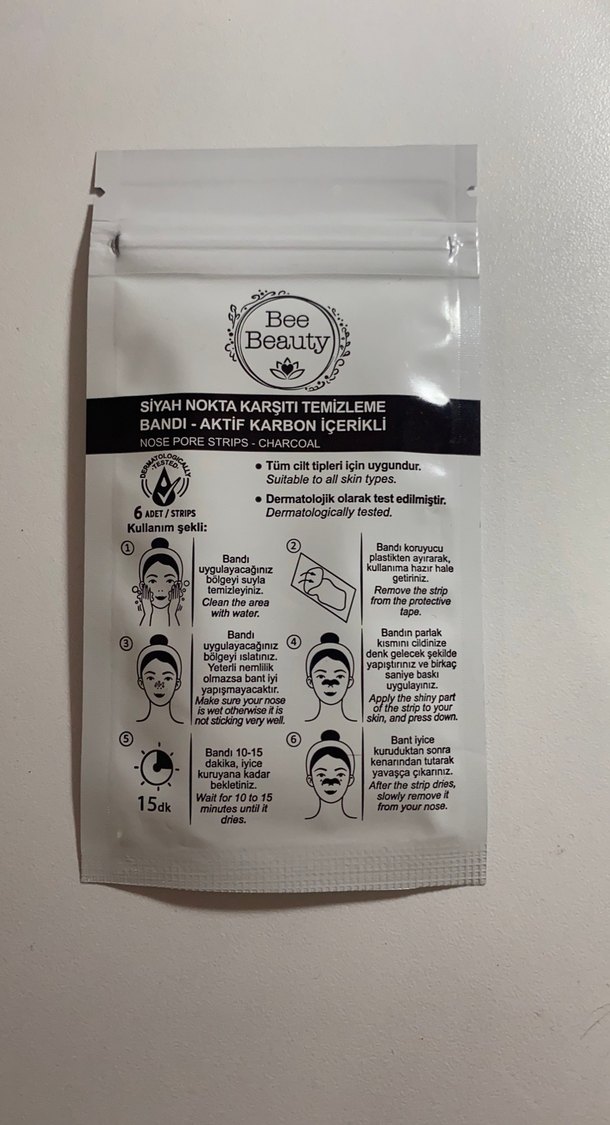 Bee
Beauty
SİYAH NOKTA KARŞITI TEMİZLEME
BANDI - AKTİF KARBON İÇERİKLİ
NOSE PORE STRIPS - CHARCOAL
DERMATOLOGICALLY
TESTED
6 ADET / STRIPS
• Tüm cilt tipleri için uygundur.
Suitable to all skin types.
• Dermatolojik olarak test edilmiştir.
Dermatologically tested.
Kullanım şekli:
1
Bandı
uygulayacağınız
bölgeyi suyla
temizleyiniz.
Clean the area
with water.
2
Bandı koruyucu
plastikten ayırarak,
kullanıma hazır hale
getiriniz.
Remove the strip
from the protective
tape.
3
Bandı
uygulayacağınız
bölgeyi ıslatınız.
Yeterli nemlilik
olmazsa bant iyi
yapışmayacaktır.
Make sure your nose
is wet otherwise it is
not sticking very well.
4
Bandın parlak
kısmını cildinize
denk gelecek şekilde
yapıştırınız ve birkaç
saniye baskı
uygulayınız.
Apply the shiny part
of the strip to your
skin, and press down.
5
15dk
Bandı 10-15
dakika, iyice
kuruyana kadar
bekletiniz.
Wait for 10 to 15
minutes until it
dries.
6
Bant iyice
kuruduktan sonra
kenarından tutarak
yavaşça çıkarınız.
After the strip dries,
slowly remove it
from your nose.